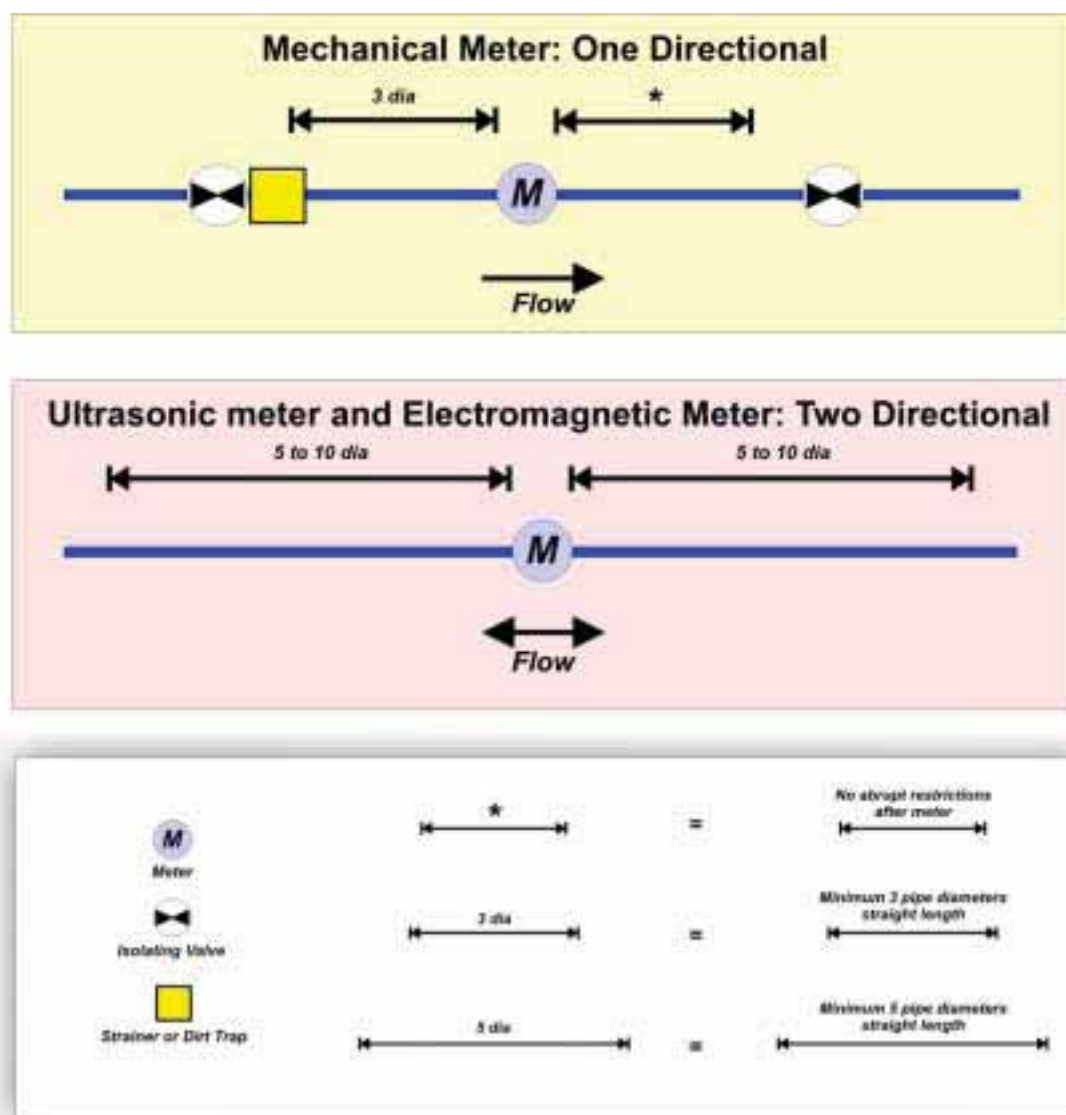 Mechanical Meter: One Directional
3 dia
*
M
Flow
Ultrasonic meter and Electromagnetic Meter: Two Directional
5 to 10 dia
5 to 10 dia
M
Flow
M
Meter
Isolating Valve
Strainer or Dirt Trap
*
=
No abrupt restrictions
after meter
3 dia
=
Minimum 3 pipe diameters
straight length
5 dia
=
Minimum 5 pipe diameters
straight length